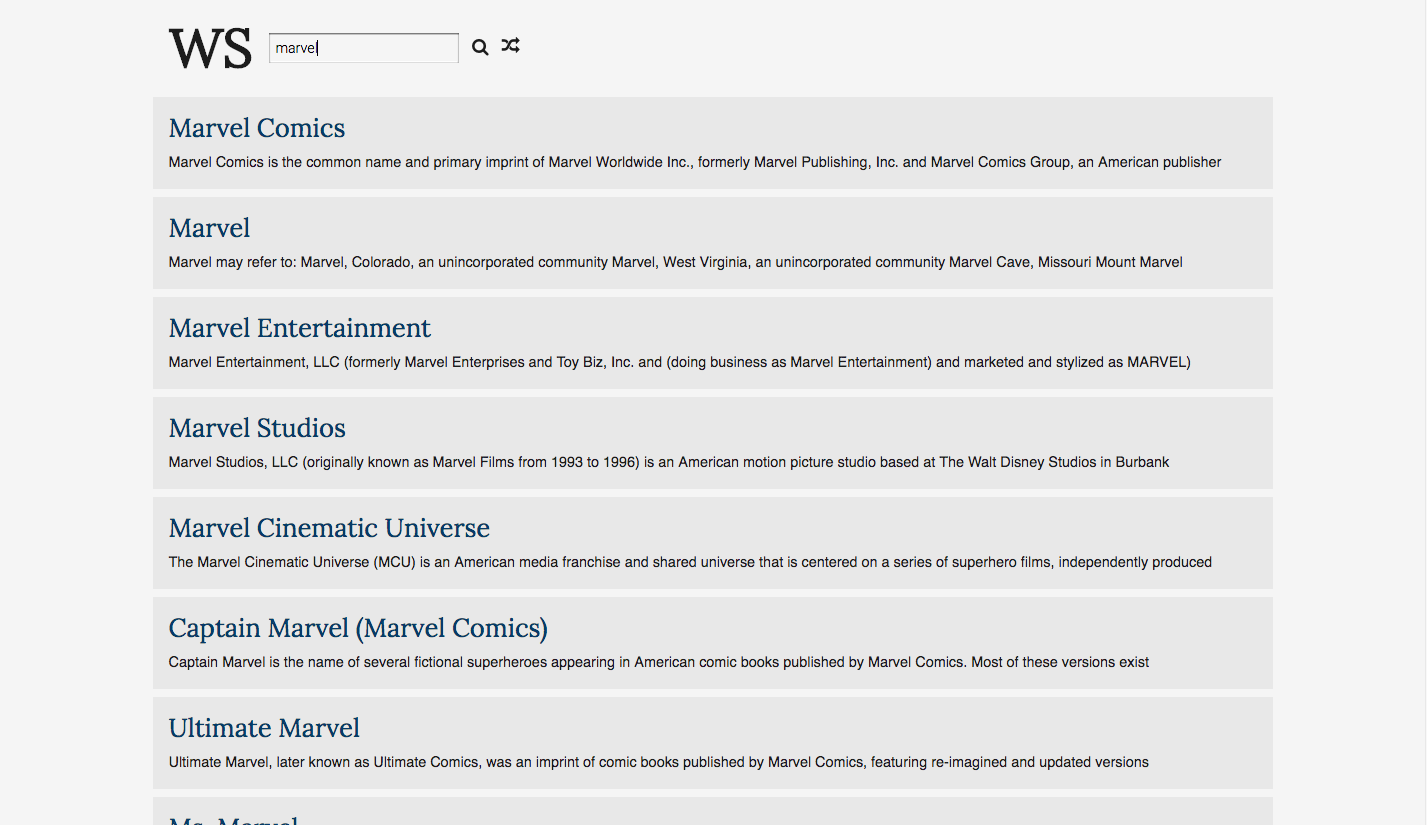 WS
marvel
Marvel Comics
Marvel Comics is the common name and primary imprint of Marvel Worldwide Inc., formerly Marvel Publishing, Inc. and Marvel Comics Group, an American publisher
Marvel
Marvel may refer to: Marvel, Colorado, an unincorporated community Marvel, West Virginia, an unincorporated community Marvel Cave, Missouri Mount Marvel
Marvel Entertainment
Marvel Entertainment, LLC (formerly Marvel Enterprises and Toy Biz, Inc. and (doing business as Marvel Entertainment) and marketed and stylized as MARVEL)
Marvel Studios
Marvel Studios, LLC (originally known as Marvel Films from 1993 to 1996) is an American motion picture studio based at The Walt Disney Studios in Burbank
Marvel Cinematic Universe
The Marvel Cinematic Universe (MCU) is an American media franchise and shared universe that is centered on a series of superhero films, independently produced
Captain Marvel (Marvel Comics)
Captain Marvel is the name of several fictional superheroes appearing in American comic books published by Marvel Comics. Most of these versions exist
Ultimate Marvel
Ultimate Marvel, later known as Ultimate Comics, was an imprint of comic books published by Marvel Comics, featuring re-imagined and updated versions
Ms. Marvel